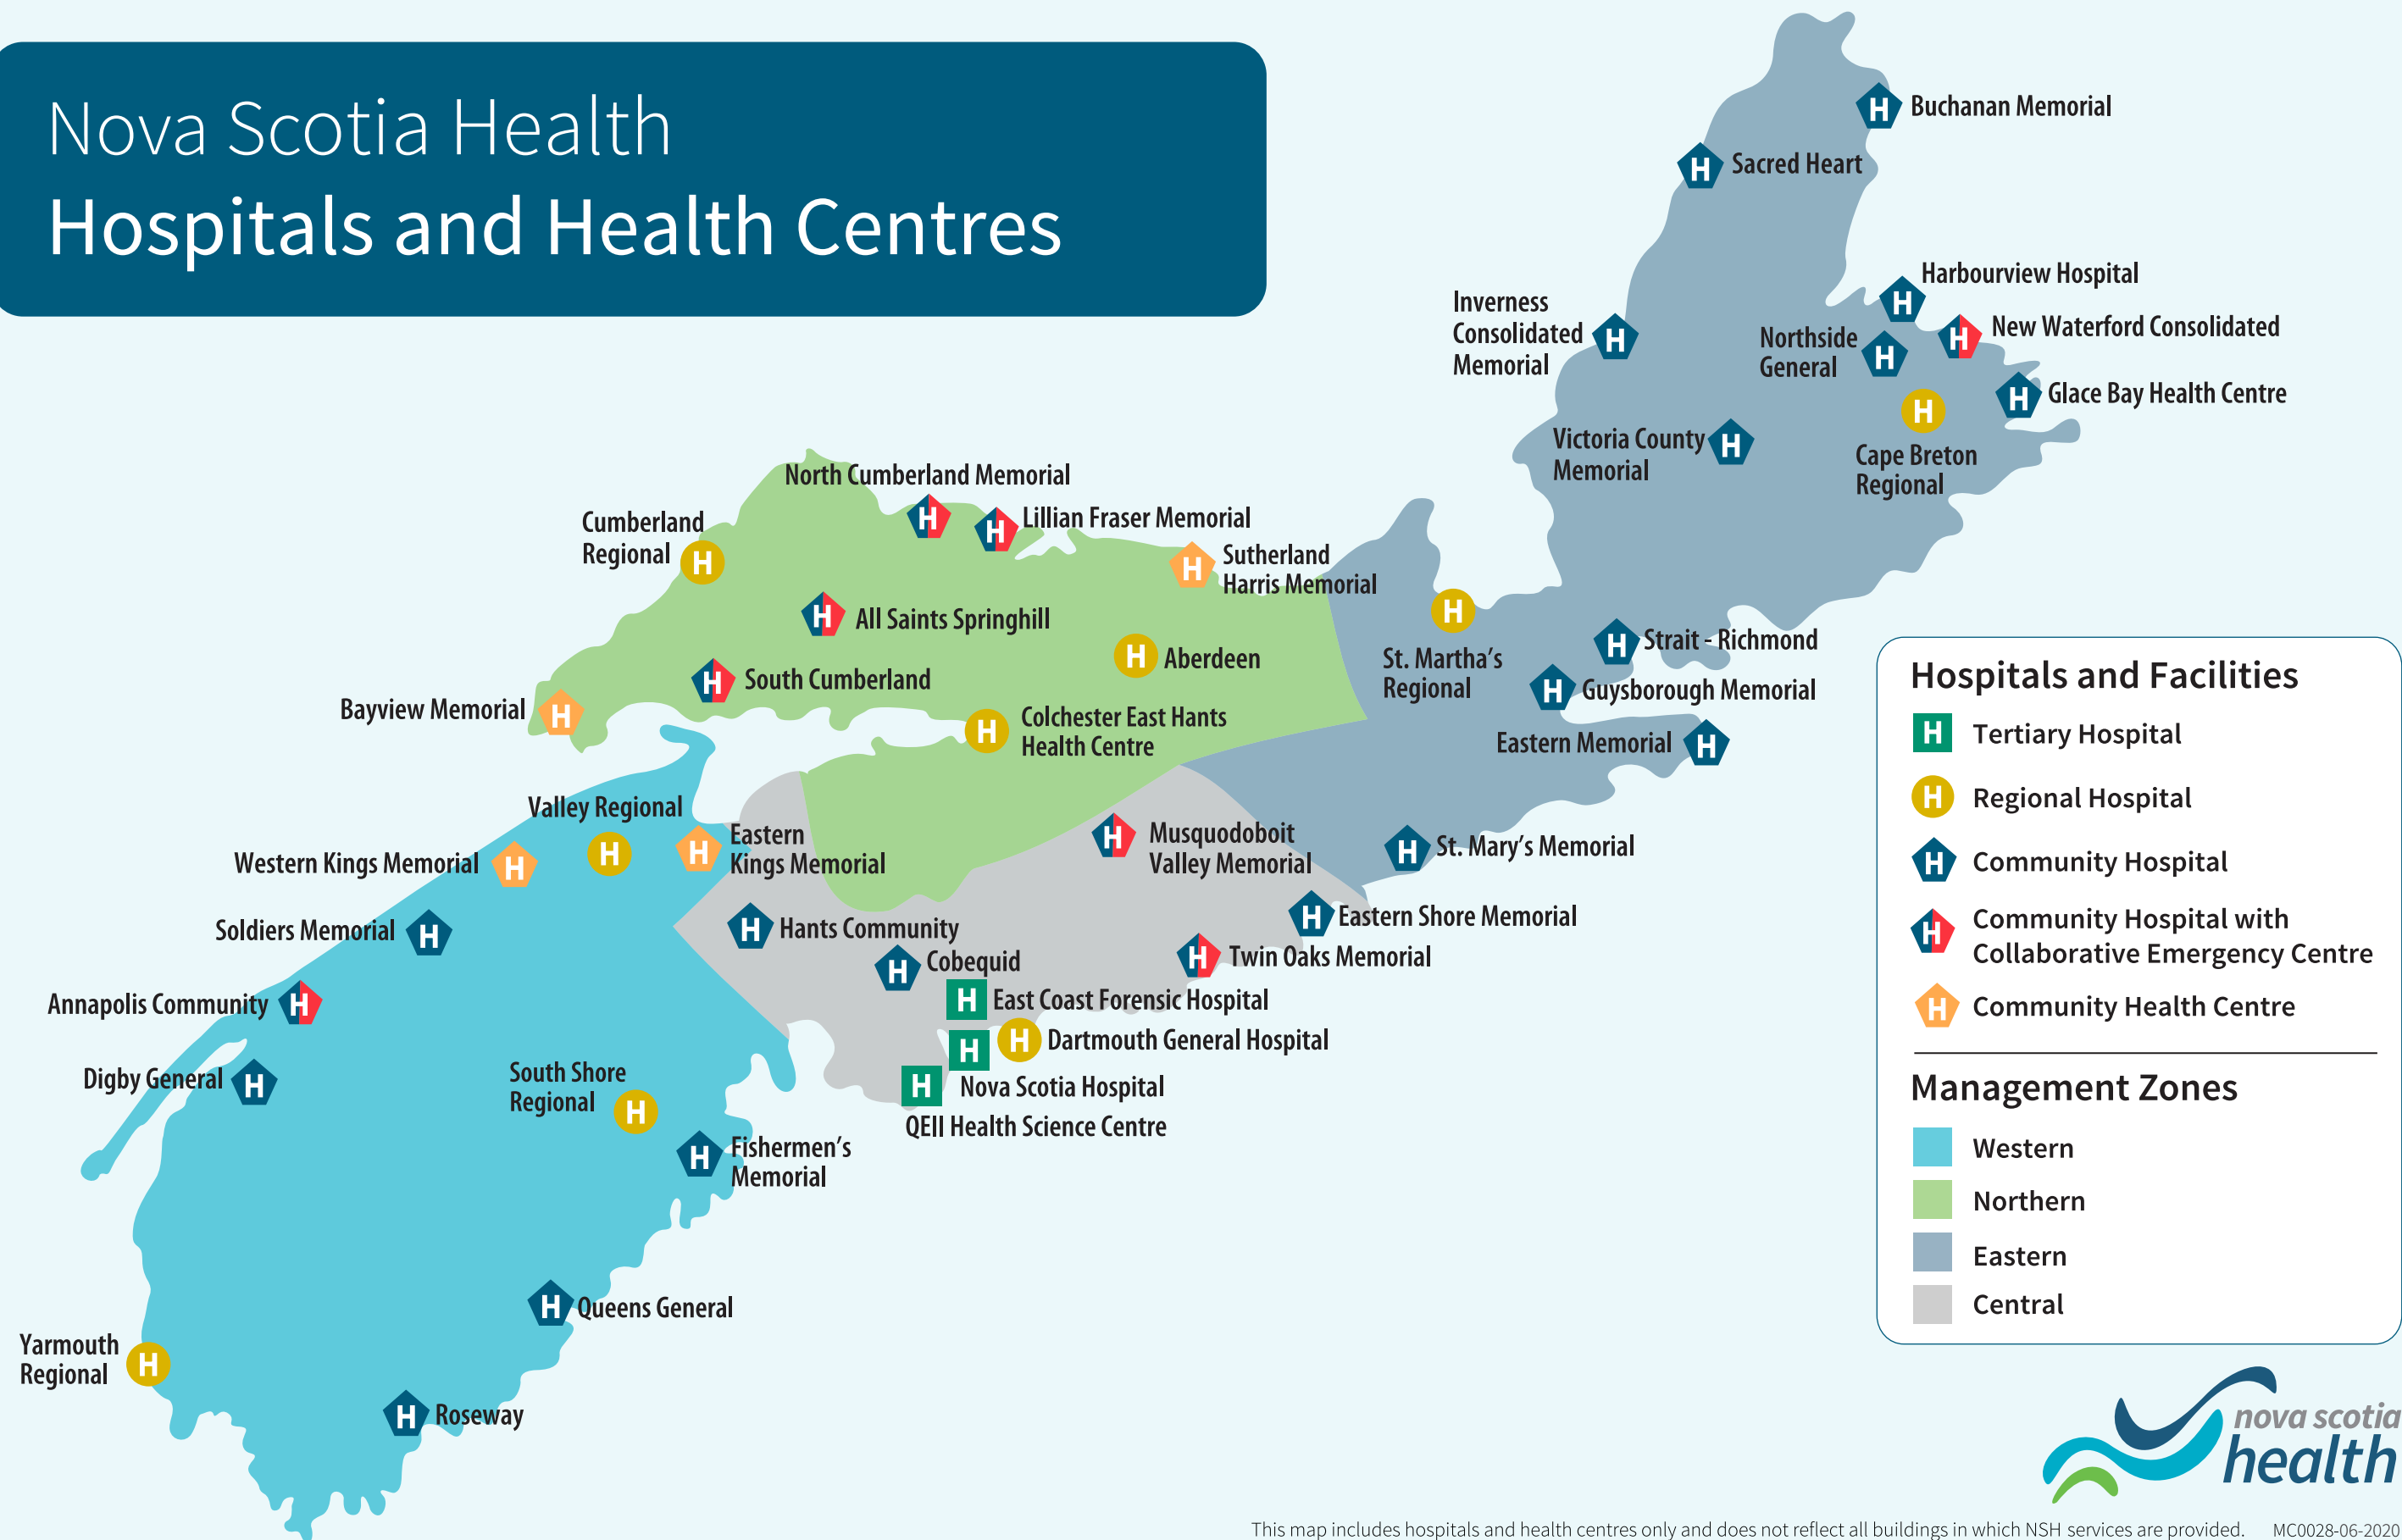 Nova Scotia Health
Hospitals and Health Centres
H Buchanan Memorial
H Sacred Heart
Harbourview Hospital
H
Inverness
Consolidated
Memorial
H
H New Waterford Consolidated
Northside
General
H
H Glace Bay Health Centre
H
Cape Breton
Regional
Victoria County
Memorial
H
North Cumberland Memorial
H
H Lillian Fraser Memorial
Cumberland
Regional
H
H Sutherland
Harris Memorial
H All Saints Springhill
H Aberdeen
H South Cumberland
Bayview Memorial H
H Colchester East Hants
Health Centre
H
St. Martha's
Regional
H Strait - Richmond
H Guysborough Memorial
Eastern Memorial H
H St. Mary's Memorial
Valley Regional
H
H Eastern
Kings Memorial
Western Kings Memorial H
Soldiers Memorial H
Annapolis Community H
Digby General H
H Musquodoboit
Valley Memorial
H Eastern Shore Memorial
H Twin Oaks Memorial
H Hants Community
H Cobequid
H East Coast Forensic Hospital
H Dartmouth General Hospital
H
Nova Scotia Hospital
H
QEII Health Science Centre
South Shore
Regional
H
H Fishermen's
Memorial
H Queens General
Yarmouth
Regional
H
H Roseway
Hospitals and Facilities
H Tertiary Hospital
H Regional Hospital
H Community Hospital
H Community Hospital with
Collaborative Emergency Centre
H Community Health Centre
Management Zones
Western
Northern
Eastern
Central
nova scotia
health
This map includes hospitals and health centres only and does not reflect all buildings in which NSH services are provided. MC0028-06-2020